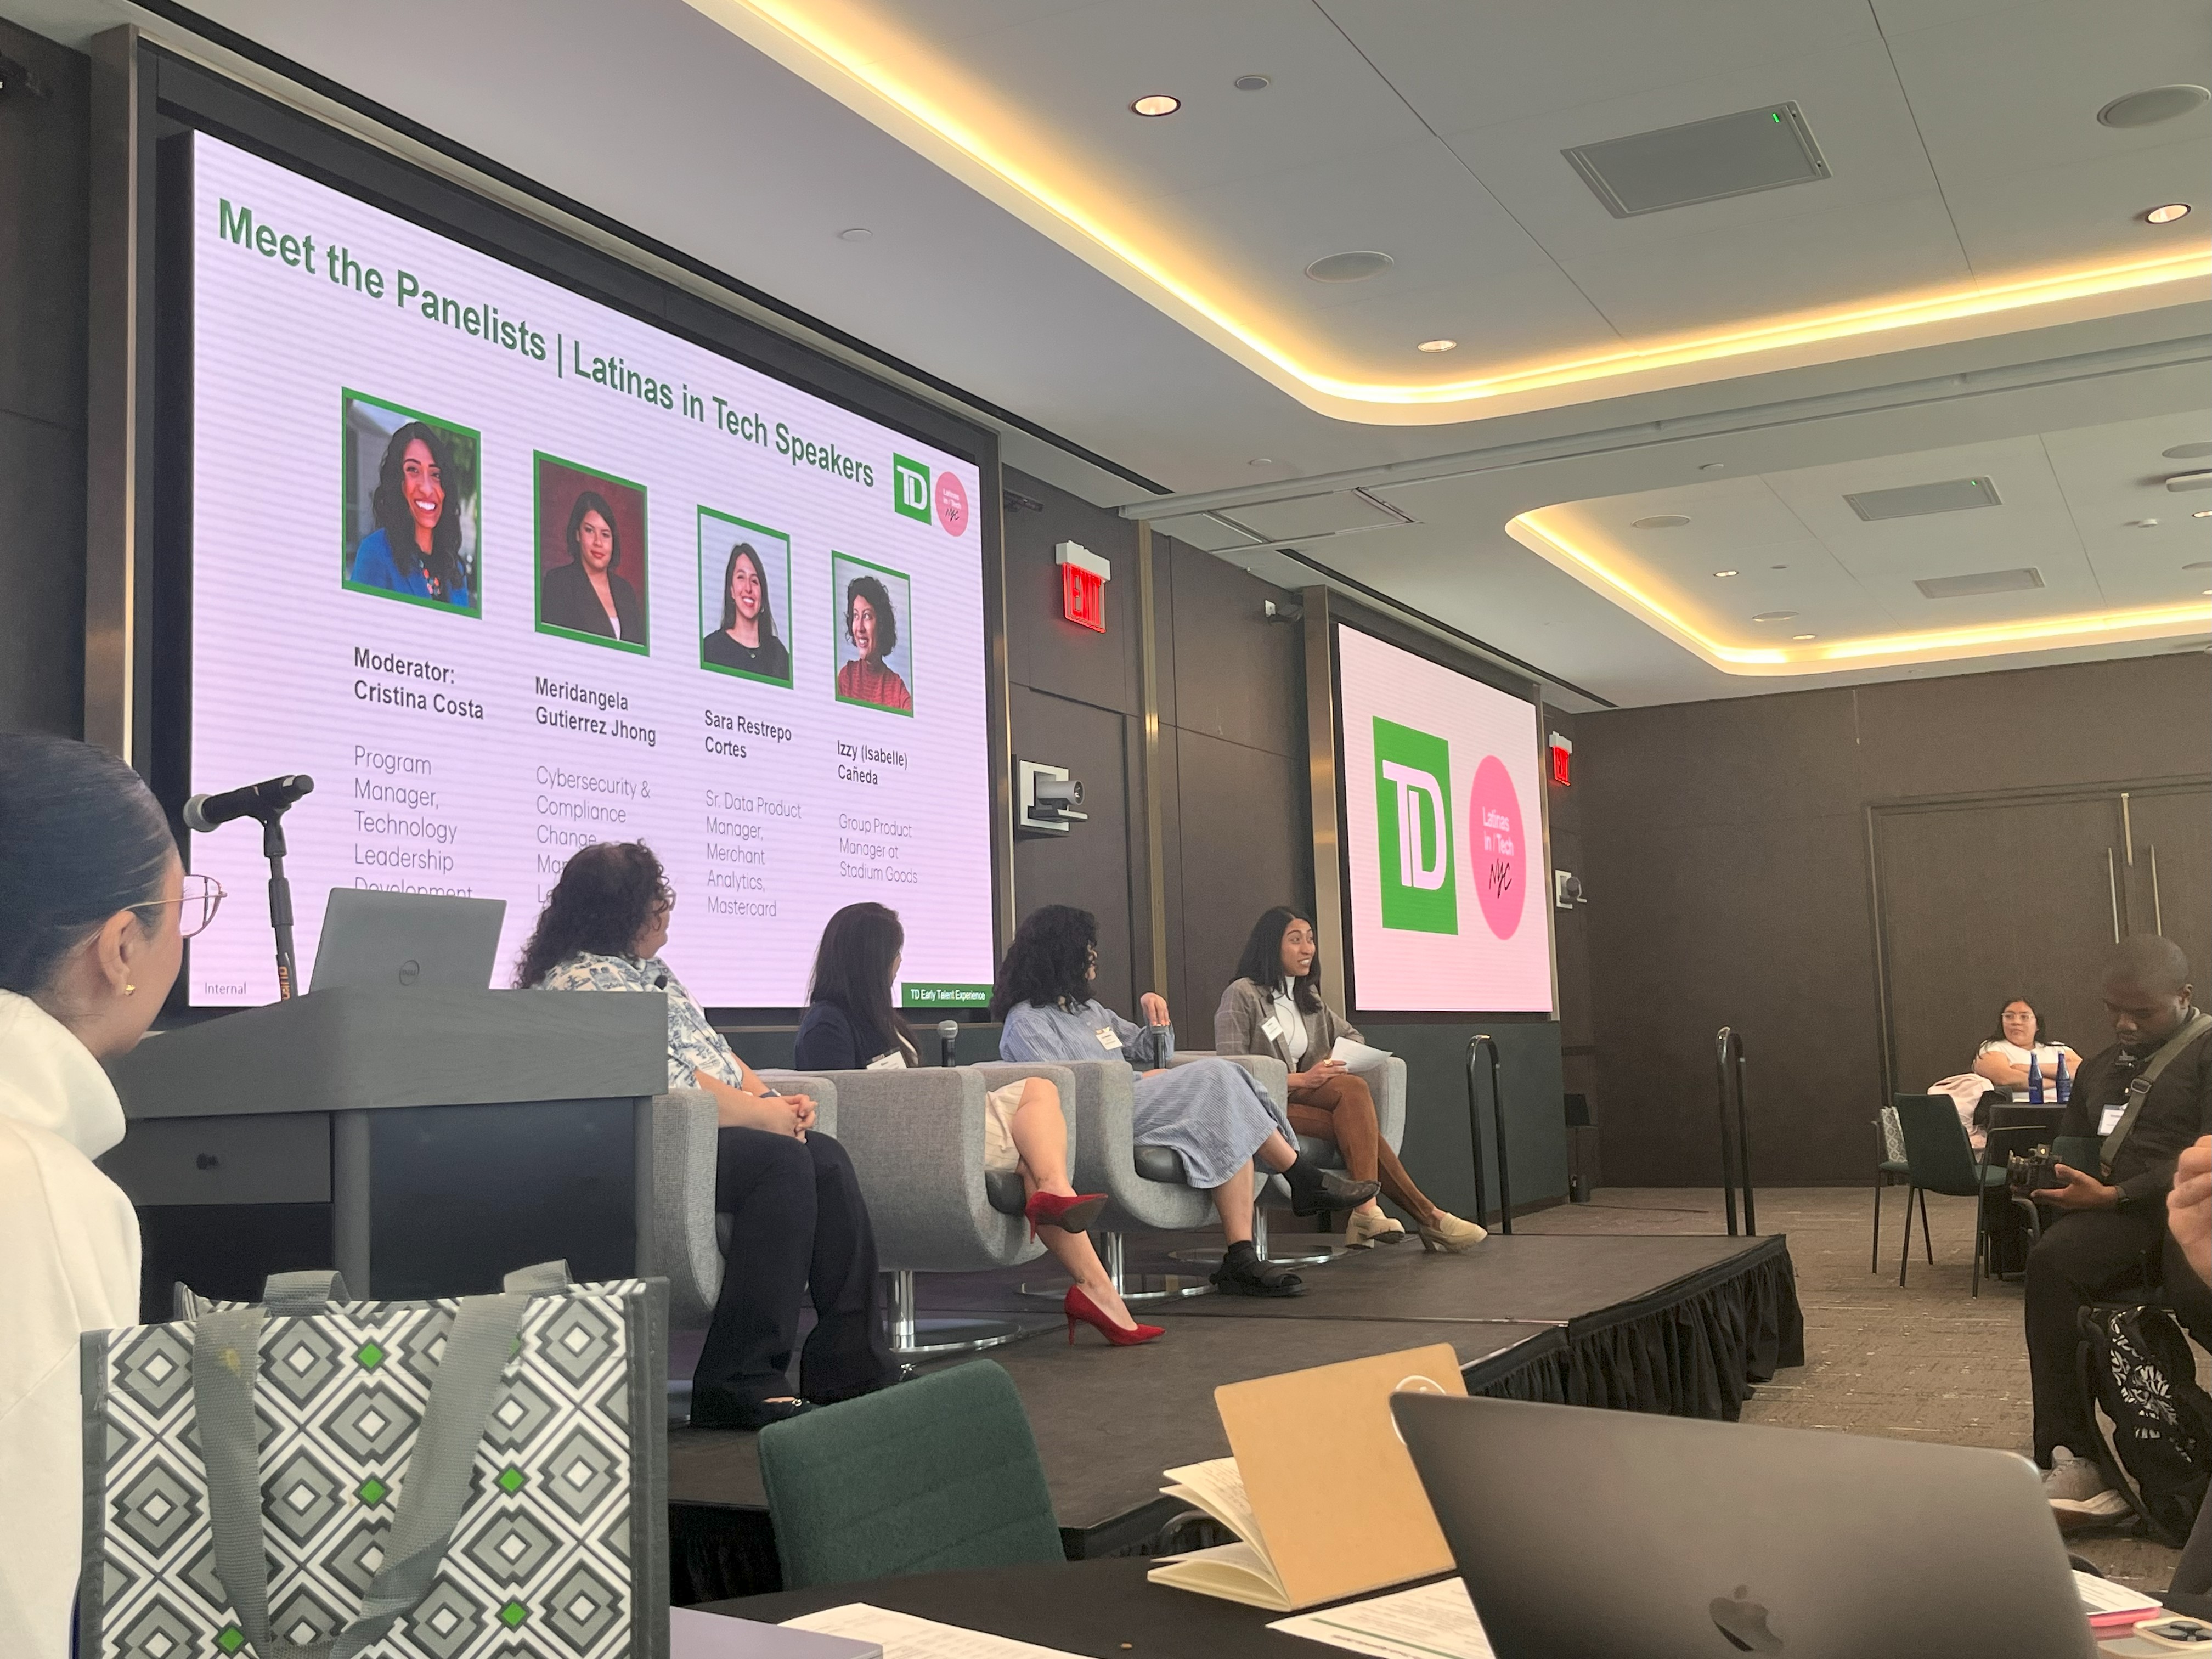 Meet the Panelists | Latinas in Tech Speakers
TD
Latinas
in / Tech
NYC
Moderator:
Cristina Costa
Program
Manager,
Technology
Leadership
Development
Meridangela
Gutierrez Jhong
Cybersecurity &
Compliance
Change
Sara Restrepo
Cortes
Sr. Data Product
Manager,
Merchant
Analytics,
Mastercard
Izzy (Isabelle)
Cañeda
Group Product
Manager at
Stadium Goods
Internal
TD Early Talent Experience
EXIT
TD
Latinas
in / Tech
NYC
EXIT
DELL